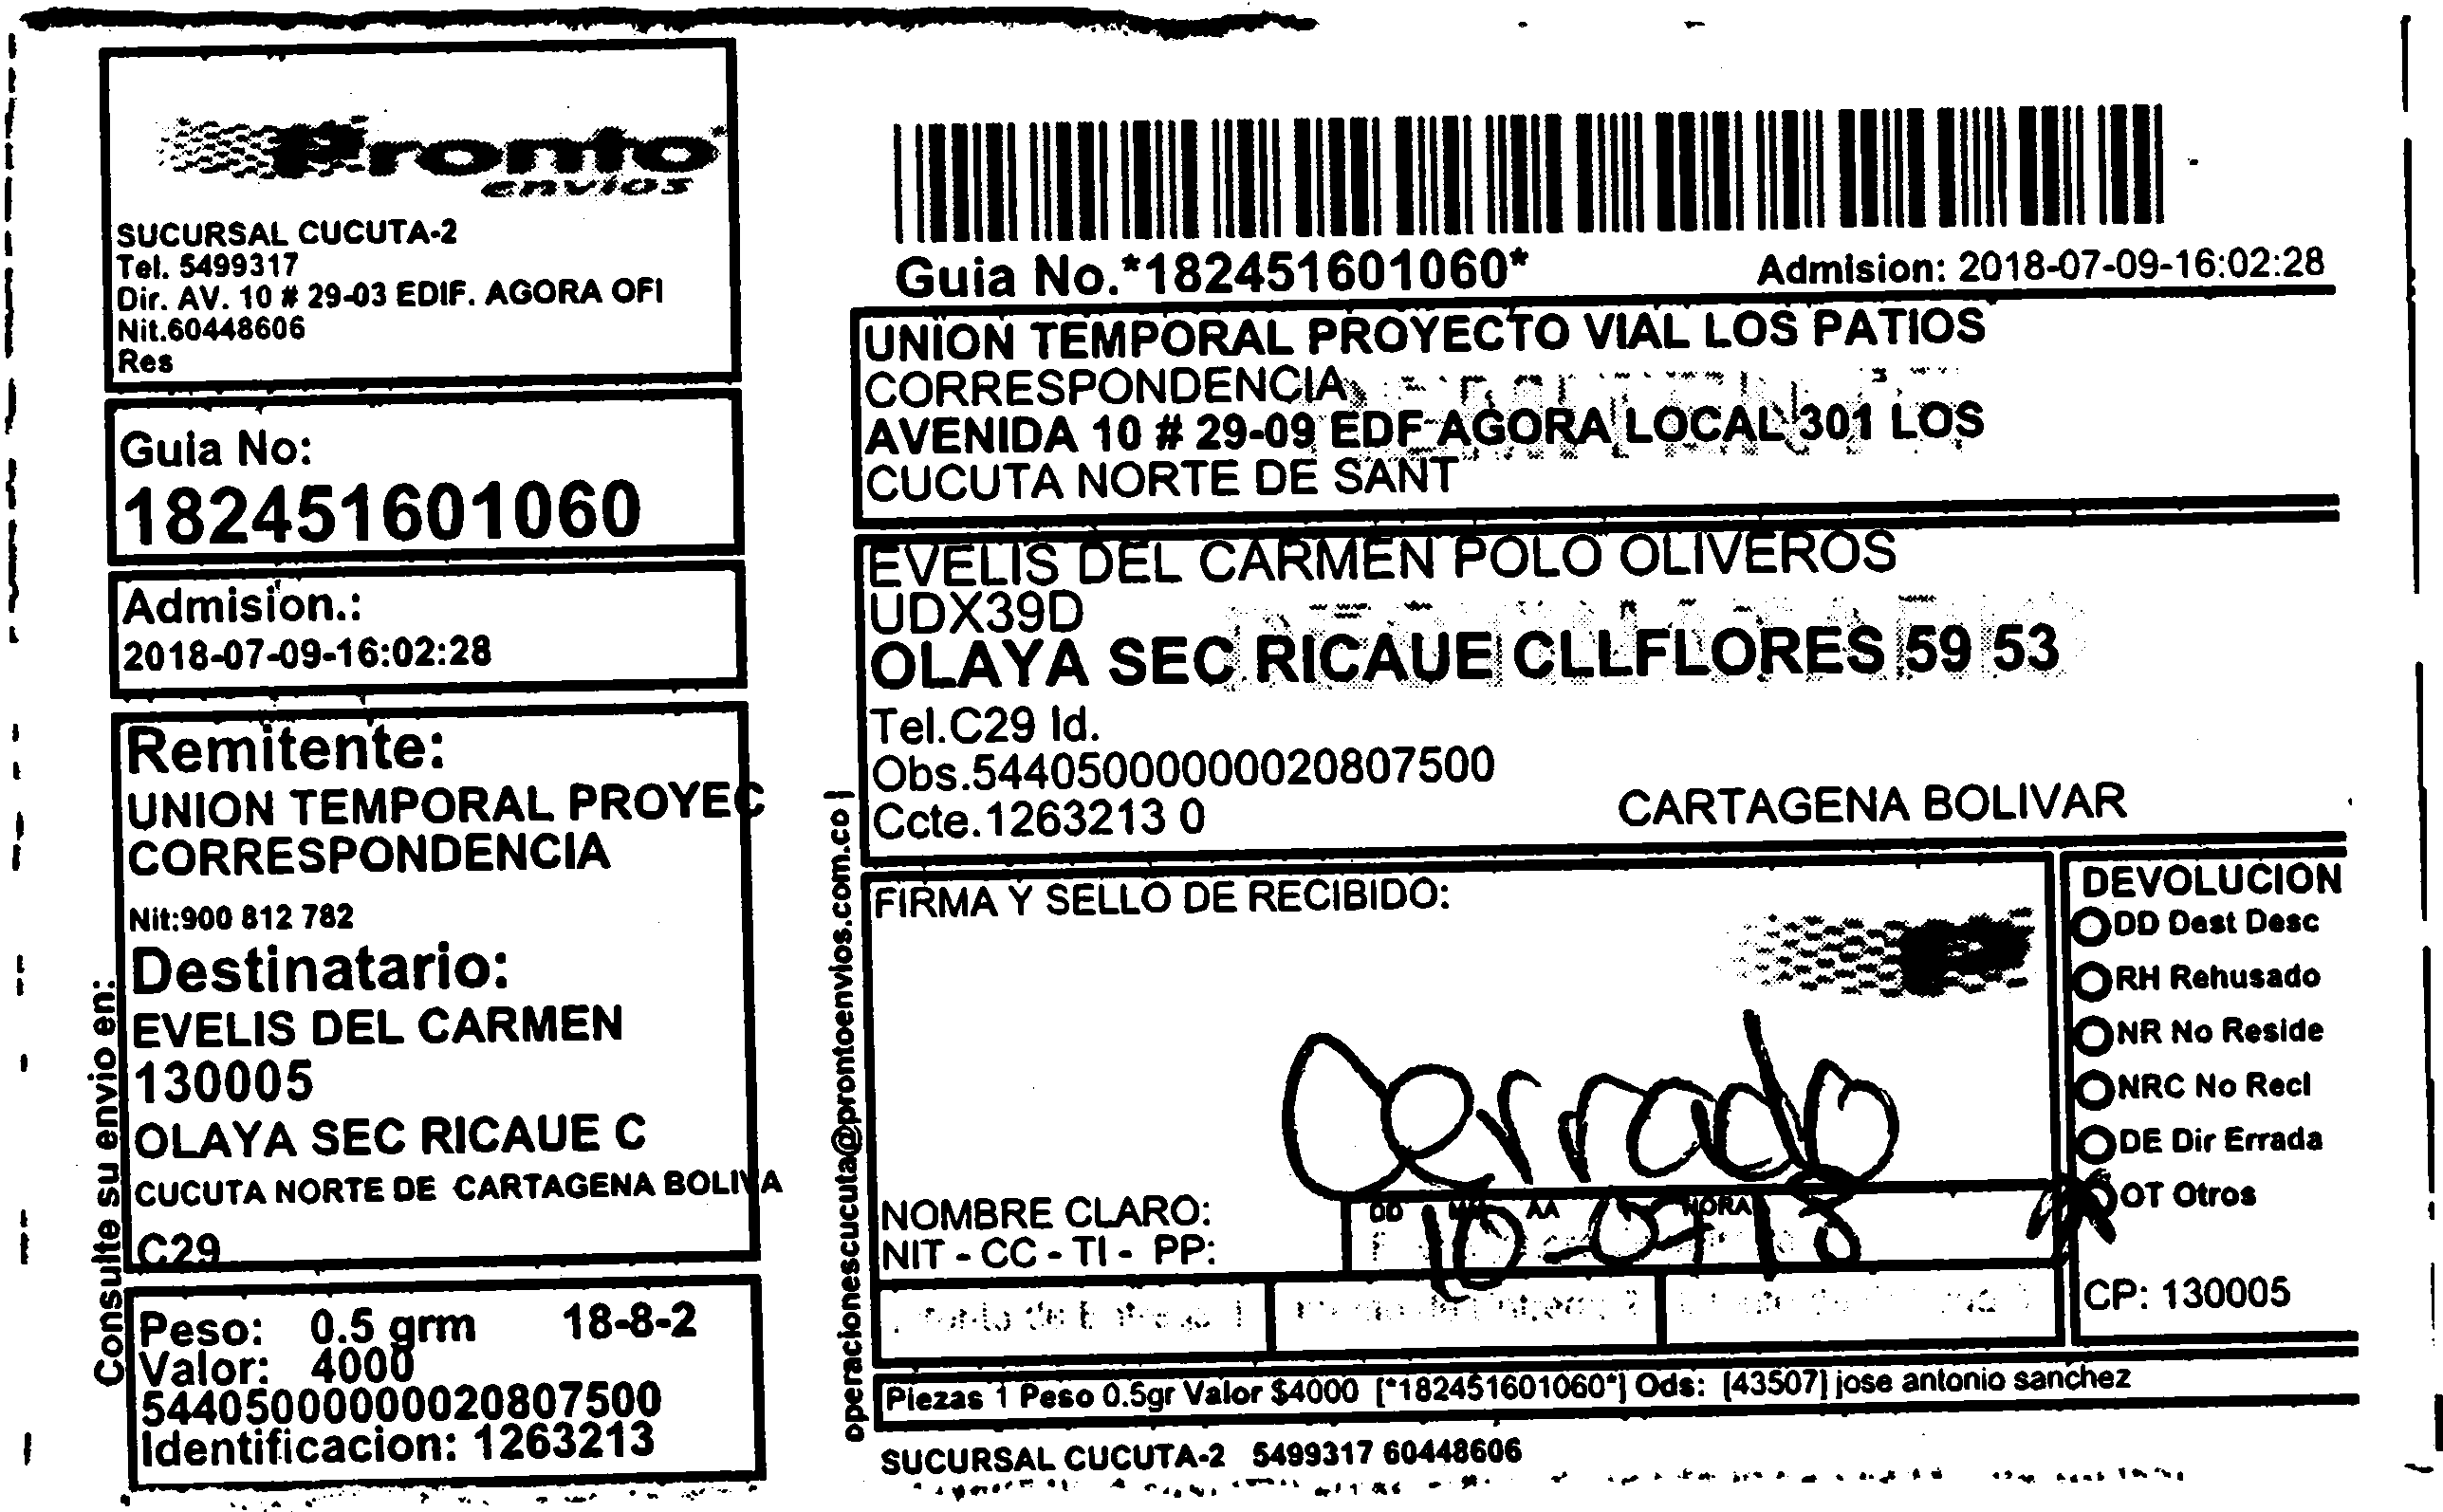 Pronto
envios
SUCURSAL CUCUTA-2
Tel. 5499317
Dir. AV. 10 # 29-03 EDIF. AGORA OFI
Nit.60448606
Res
Guia No:
182451601060
Admision.:
2018-07-09-16:02:28
Remitente:
UNION TEMPORAL PROYEC
CORRESPONDENCIA
Nit:900 812 782
Destinatario:
EVELIS DEL CARMEN
130005
OLAYA SEC RICAUE C
CUCUTA NORTE DE CARTAGENA BOLIVA
C29
Peso: 0.5 grm 18-8-2
Valor: 4000
544050000000020807500
Identificacion: 1263213
Consulte su envio en:
operacionescucuta@prontoenvios.com.co |
Guia No.*182451601060* Admision: 2018-07-09-16:02:28
UNION TEMPORAL PROYECTO VIAL LOS PATIOS
CORRESPONDENCIA
AVENIDA 10 # 29-09 EDF AGORA LOCAL 301 LOS
CUCUTA NORTE DE SANT
EVELIS DEL CARMEN POLO OLIVEROS
UDX39D
OLAYA SEC RICAUE CLLFLORES 59 53
Tel.C29 Id.
Obs.544050000000020807500
Ccte.1263213 0 CARTAGENA BOLIVAR
FIRMA Y SELLO DE RECIBIDO:
Cerrado
NOMBRE CLARO:
NIT - CC - TI - PP:
DD AA HORA
10-07-18
DEVOLUCION
DD Dest Desc
RH Rehusado
NR No Reside
NRC No Recl
DE Dir Errada
OT Otros
CP: 130005
Piezas 1 Peso 0.5gr Valor $4000 [*182451601060*] Ods: [43507] jose antonio sanchez
SUCURSAL CUCUTA-2 5499317 60448606